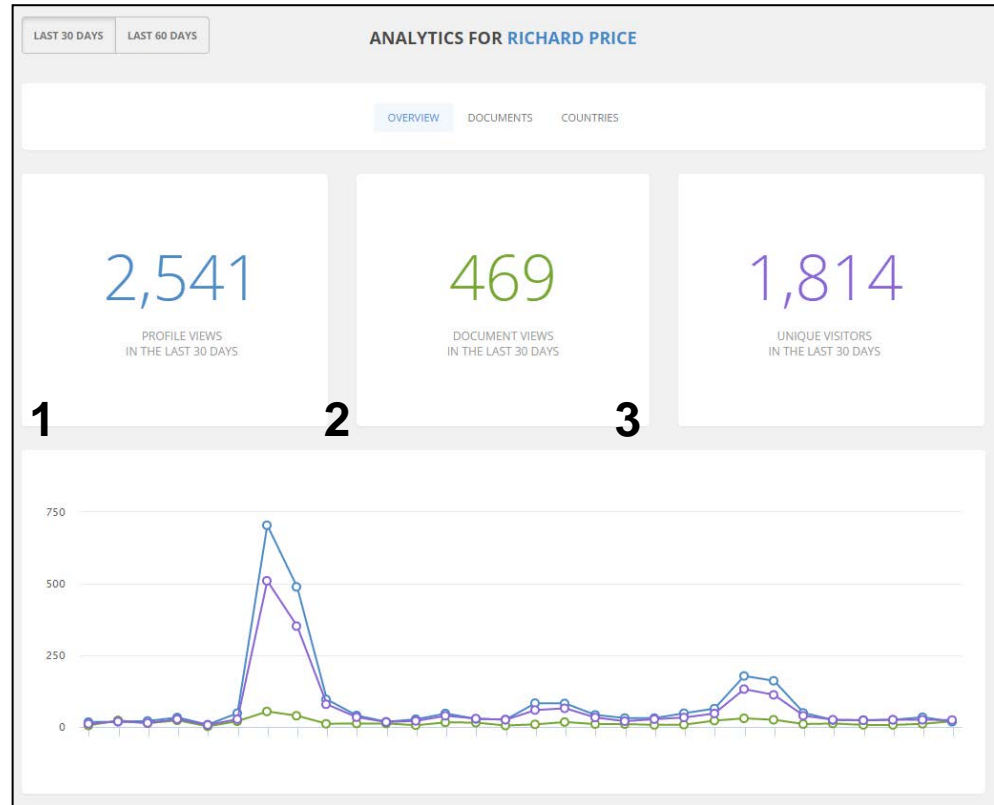 LAST 30 DAYS LAST 60 DAYS ANALYTICS FOR RICHARD PRICE
OVERVIEW DOCUMENTS COUNTRIES
2,541 469 1,814
PROFILE VIEWS DOCUMENT VIEWS UNIQUE VISITORS
IN THE LAST 30 DAYS IN THE LAST 30 DAYS IN THE LAST 30 DAYS
1 2 3
750
500
250
0